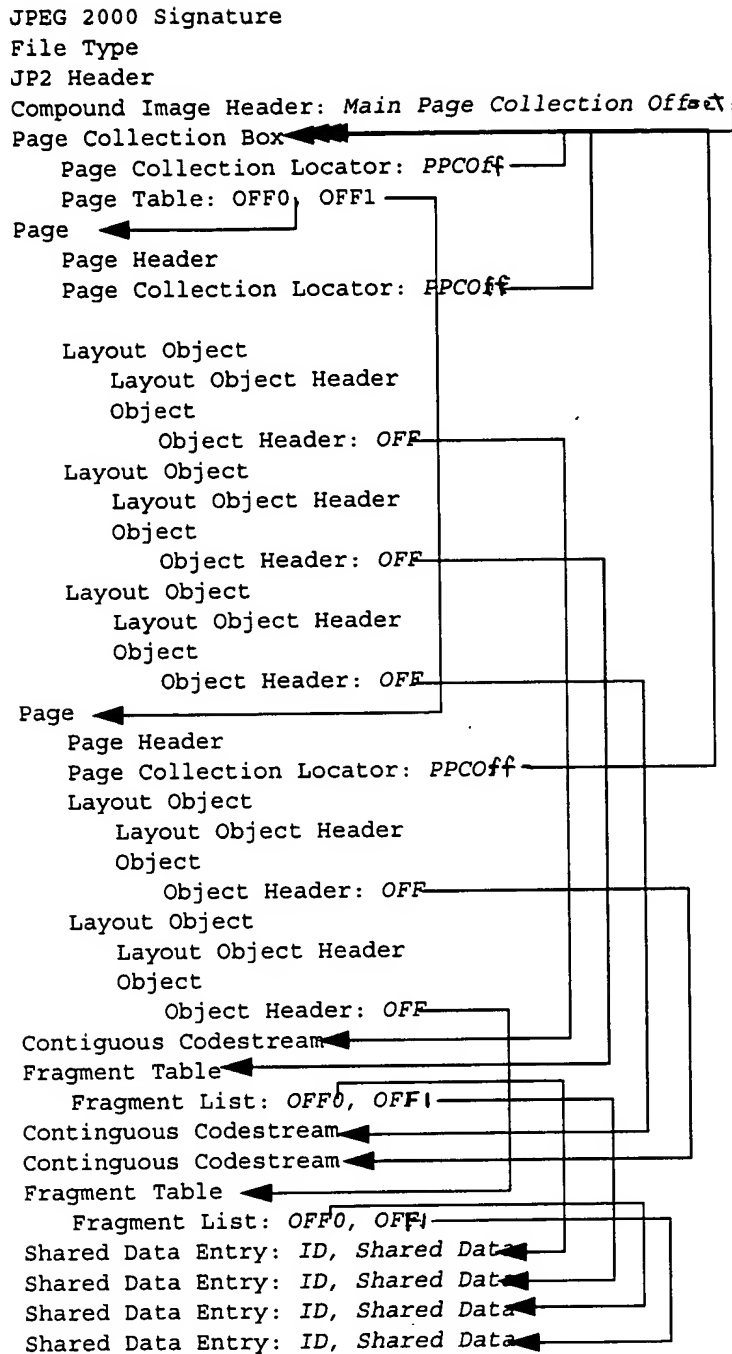 JPEG 2000 Signature
File Type
JP2 Header
Compound Image Header: Main Page Collection Offset
Page Collection Box
Page Collection Locator: PPCOff
Page Table: OFF0, OFF1
Page
Page Header
Page Collection Locator: PPCOff
Layout Object
Layout Object Header
Object
Object Header: OFF
Layout Object
Layout Object Header
Object
Object Header: OFF
Layout Object
Layout Object Header
Object
Object Header: OFF
Page
Page Header
Page Collection Locator: PPCOff
Layout Object
Layout Object Header
Object
Object Header: OFF
Layout Object
Layout Object Header
Object
Object Header: OFF
Contiguous Codestream
Fragment Table
Fragment List: OFF0, OFF1
Continguous Codestream
Continguous Codestream
Fragment Table
Fragment List: OFF0, OFF1
Shared Data Entry: ID, Shared Data
Shared Data Entry: ID, Shared Data
Shared Data Entry: ID, Shared Data
Shared Data Entry: ID, Shared Data